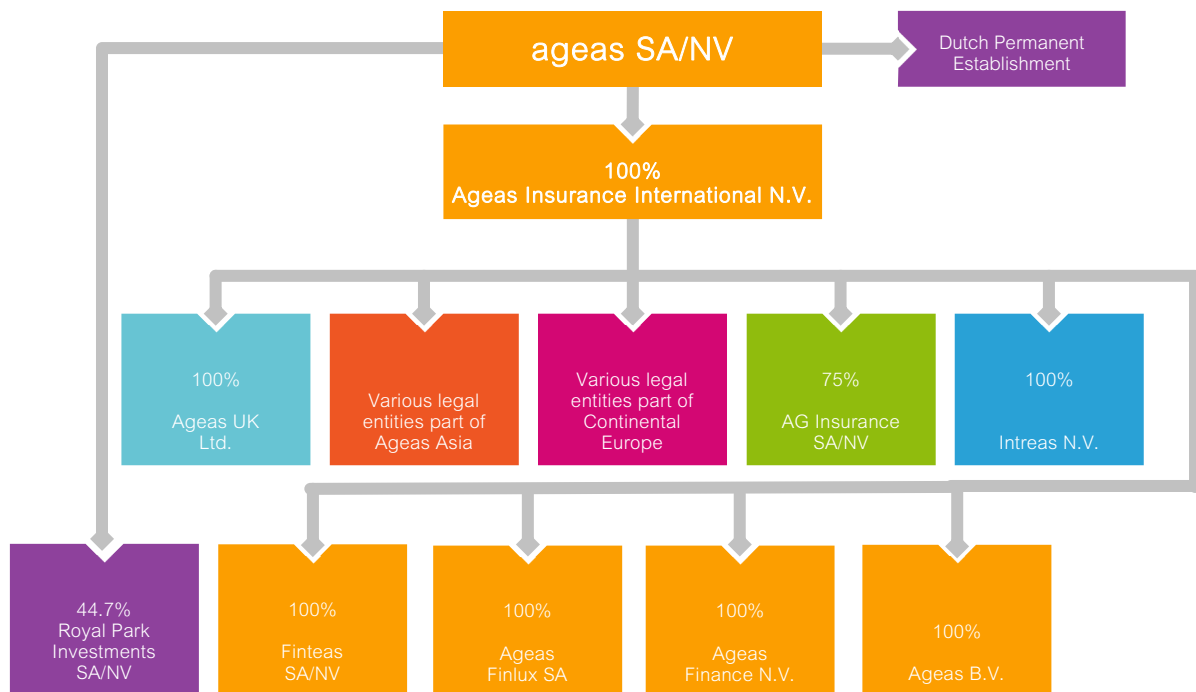 ageas SA/NV
Dutch Permanent
Establishment
100%
Ageas Insurance International N.V.
100%
Ageas UK
Ltd.
Various legal
entities part of
Ageas Asia
Various legal
entities part of
Continental
Europe
75%
AG Insurance
SA/NV
100%
Intreas N.V.
44.7%
Royal Park
Investments
SA/NV
100%
Finteas
SA/NV
100%
Ageas
Finlux SA
100%
Ageas
Finance N.V.
100%
Ageas B.V.